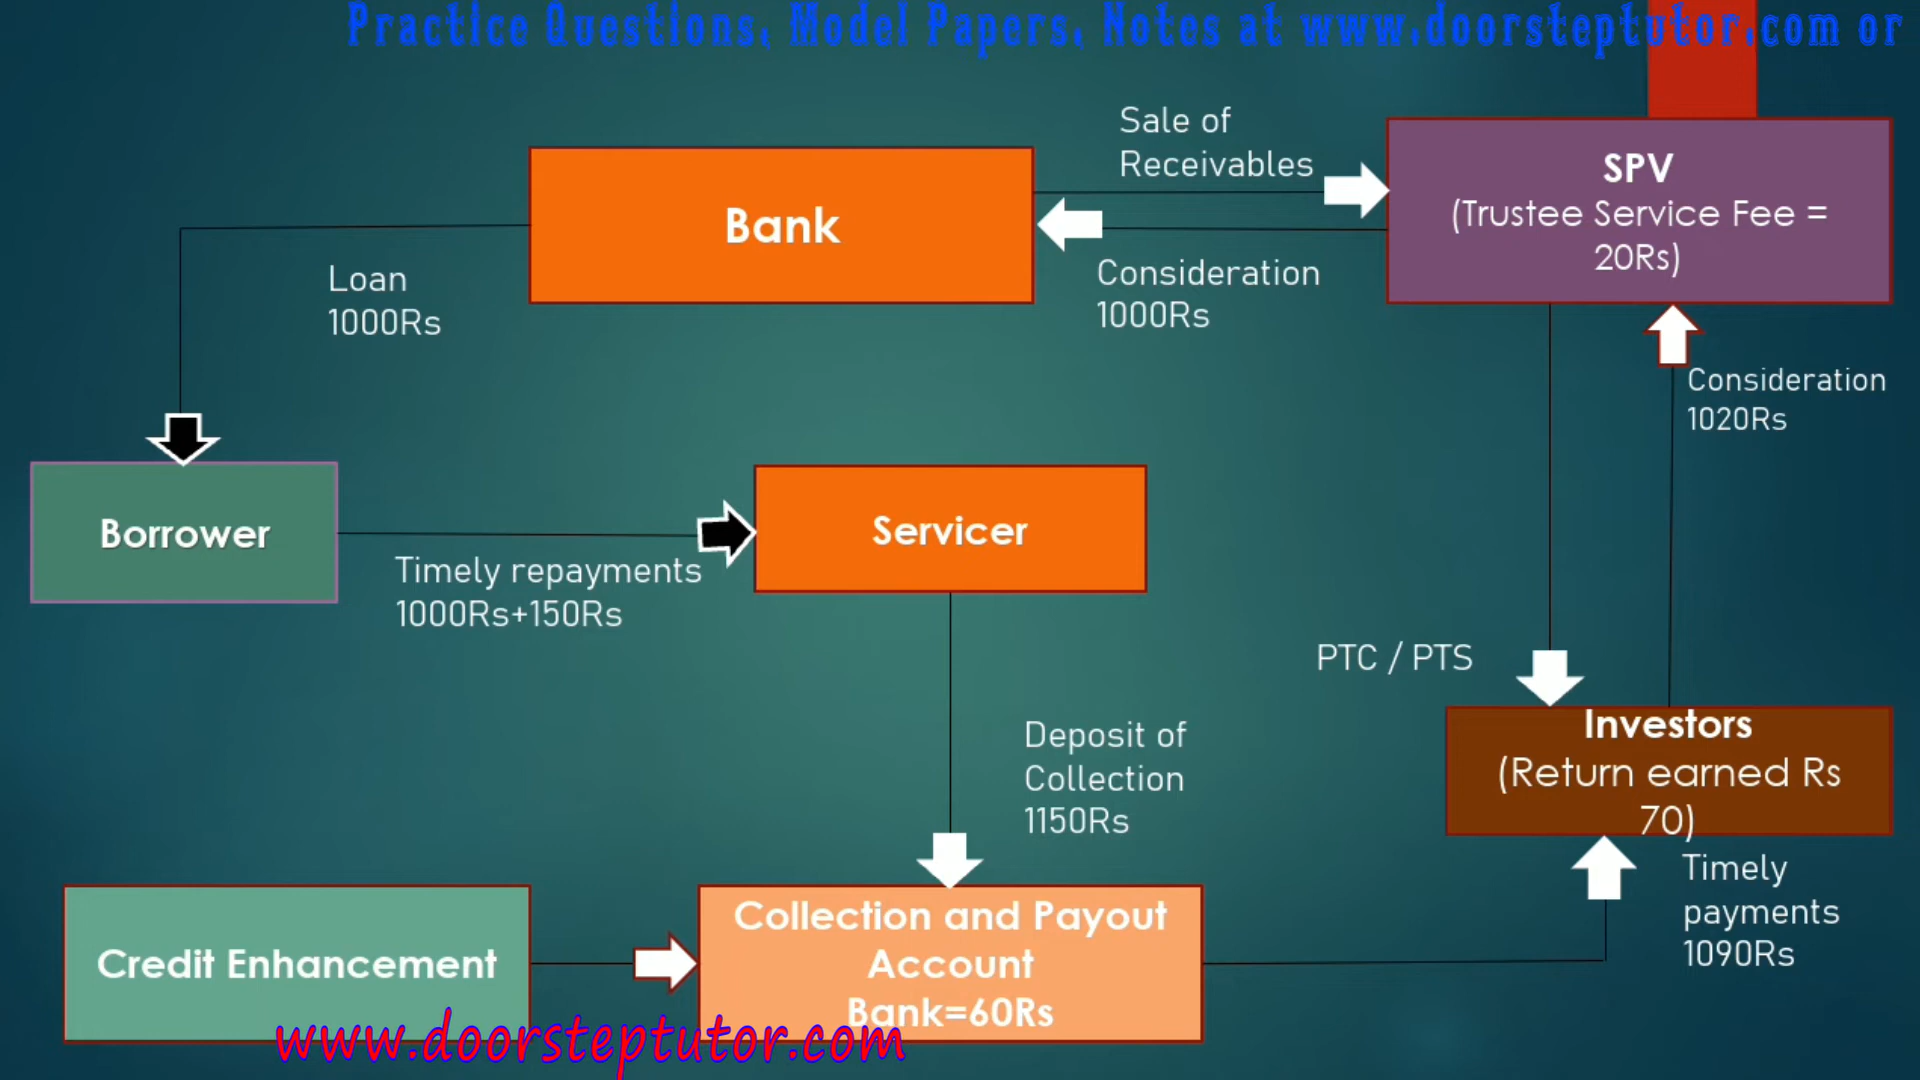 Practice Questions, Model Papers, Notes at www.doorsteptutor.com or
Sale of
Receivables
SPV
(Trustee Service Fee =
20Rs)
Bank
Loan
1000Rs
Consideration
1000Rs
Consideration
1020Rs
Borrower
Timely repayments
1000Rs+150Rs
Servicer
PTC / PTS
Deposit of
Collection
1150Rs
Investors
(Return earned Rs
70)
Timely
payments
1090Rs
Credit Enhancement
Collection and Payout
Account
Bank=60Rs
www.doorsteptutor.com